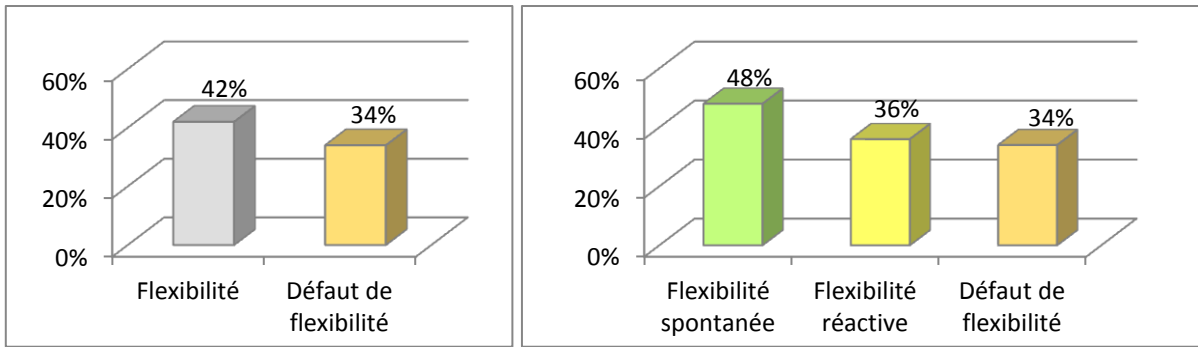 60%
40%
20%
0%
42%
34%
Flexibilité
Défaut de
flexibilité
60%
40%
20%
0%
48%
36%
34%
Flexibilité
spontanée
Flexibilité
réactive
Défaut de
flexibilité